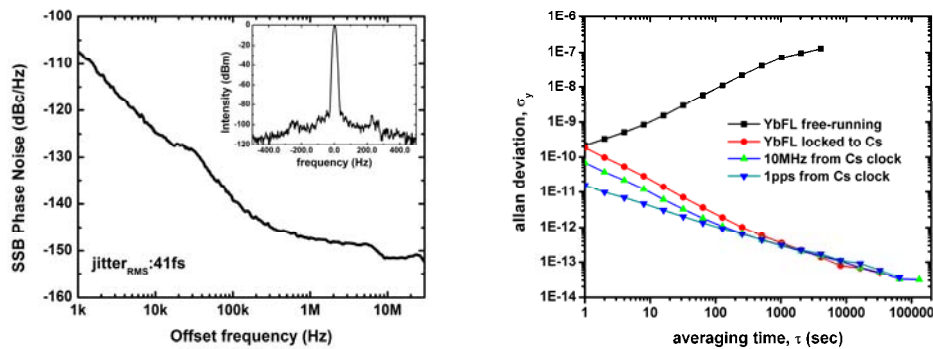 SSB Phase Noise (dBc/Hz)
-100
-110
-120
-130
-140
-150
-160
1k
10k
100k
1M
10M
Offset frequency (Hz)
jitterRMS:41fs
Intensity (dBm)
0
-40
-80
-100
-120
-400.0
-200.0
0.0
200.0
400.0
frequency (Hz)
allan deviation, σy
1E-6
1E-7
1E-8
1E-9
1E-10
1E-11
1E-12
1E-13
1E-14
1
10
100
1000
10000
100000
averaging time, τ (sec)
YbFL free-running
YbFL locked to Cs
10MHz from Cs clock
1pps from Cs clock